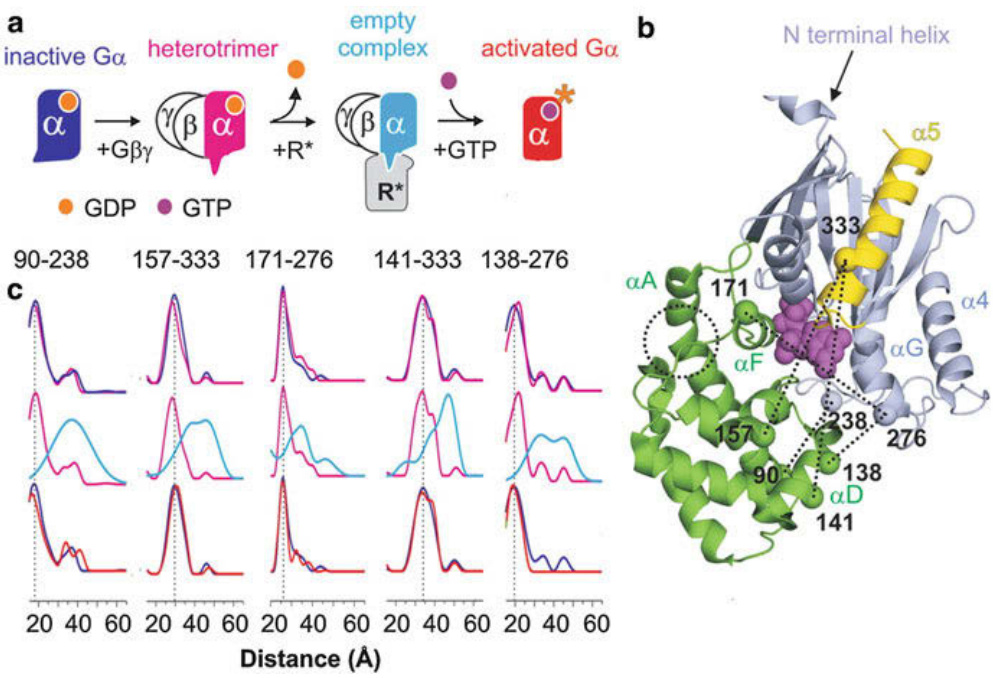 a
inactive Gα
heterotrimer
empty
complex
activated Gα
α
+Gβγ
γ
β
α
+R*
γ
β
α
R*
+GTP
*
α
GDP
GTP
b
N terminal helix
α5
333
αA
171
α4
αF
αG
157
238
276
90
138
αD
141
c
90-238 157-333 171-276 141-333 138-276
20 40 60 20 40 60 20 40 60 20 40 60 20 40 60
Distance (Å)